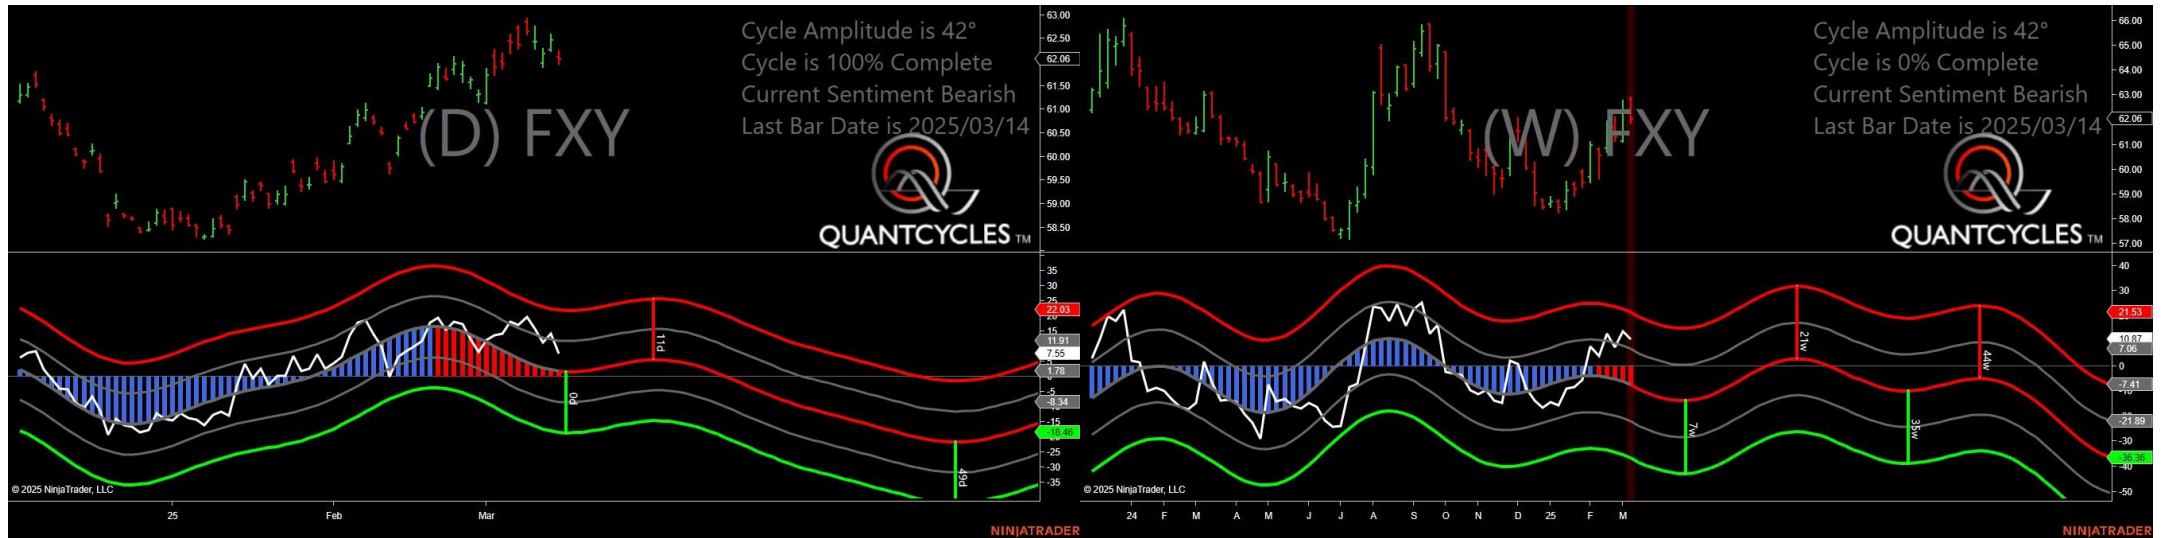 Cycle Amplitude is 42°
Cycle is 100% Complete
Current Sentiment Bearish
Last Bar Date is 2025/03/14
(D) FXY
QUANTCYCLES TM
63.00
62.50
62.06
61.50
61.00
60.50
60.00
59.50
59.00
58.50
35
30
25
22.03
20
15
11.91
7.55
1.78
-5
-8.34
-15
-18.46
-25
-30
-35
11d
0d
49d
© 2025 NinjaTrader, LLC
25 Feb Mar
NINJATRADER
Cycle Amplitude is 42°
Cycle is 0% Complete
Current Sentiment Bearish
Last Bar Date is 2025/03/14
(W) FXY
QUANTCYCLES TM
66.00
65.00
64.00
63.00
62.06
61.00
60.00
59.00
58.00
57.00
40
30
21.53
10.87
7.06
0
-7.41
-10
-21.89
-30
-36.36
-40
-50
21w
44w
7w
35w
© 2025 NinjaTrader, LLC
24 F M A M J J A S O N D 25 F M
NINJATRADER